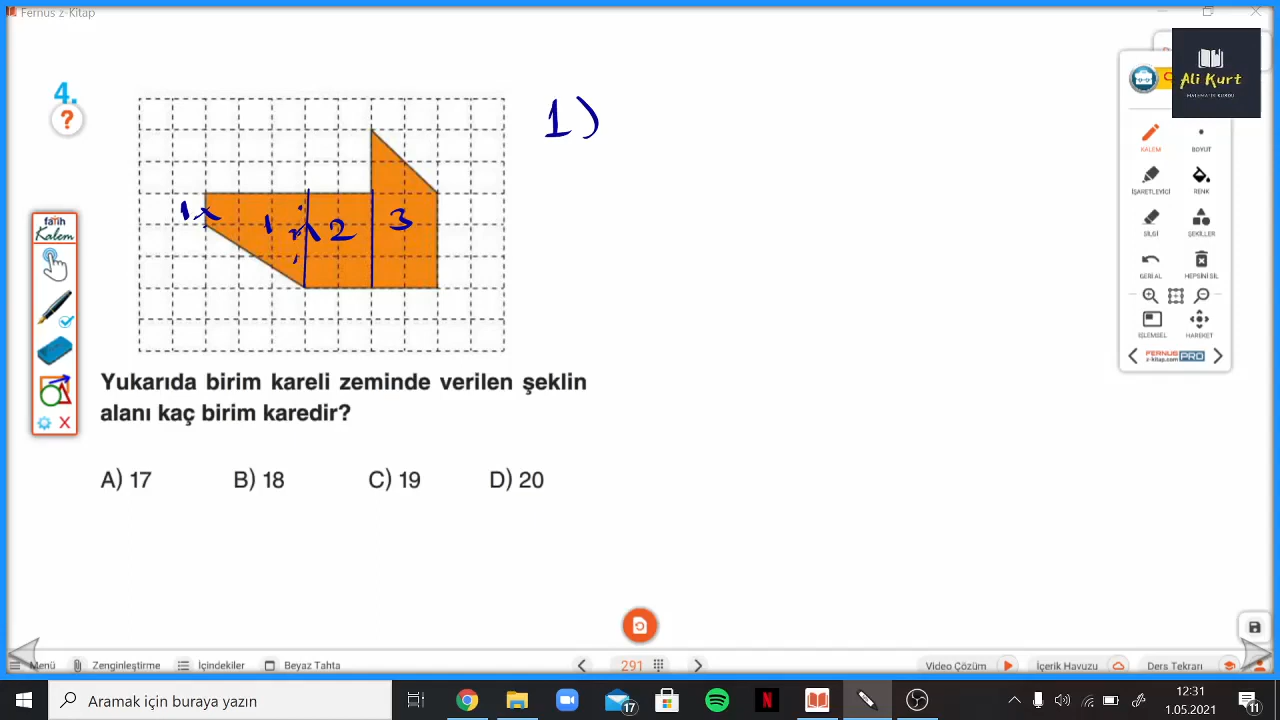 Fernus z-Kitap
4.
?
1)
1x
1
2
3
fatih
Kalem
Yukarıda birim kareli zeminde verilen şeklin
alanı kaç birim karedir?
A) 17 B) 18 C) 19 D) 20
Ali Kurt
KALEM BOYUT
İŞARETLEYİCİ RENK
SİLGİ ŞEKİLLER
GERİ AL HEPSİNİ SİL
İŞLEMSEL HAREKET
FERNUS PRO
z-kitap.com
Menü Zenginleştirme İçindekiler Beyaz Tahta 291 Video Çözüm İçerik Havuzu Ders Tekrarı
Aramak için buraya yazın
17
12:31
1.05.2021
11